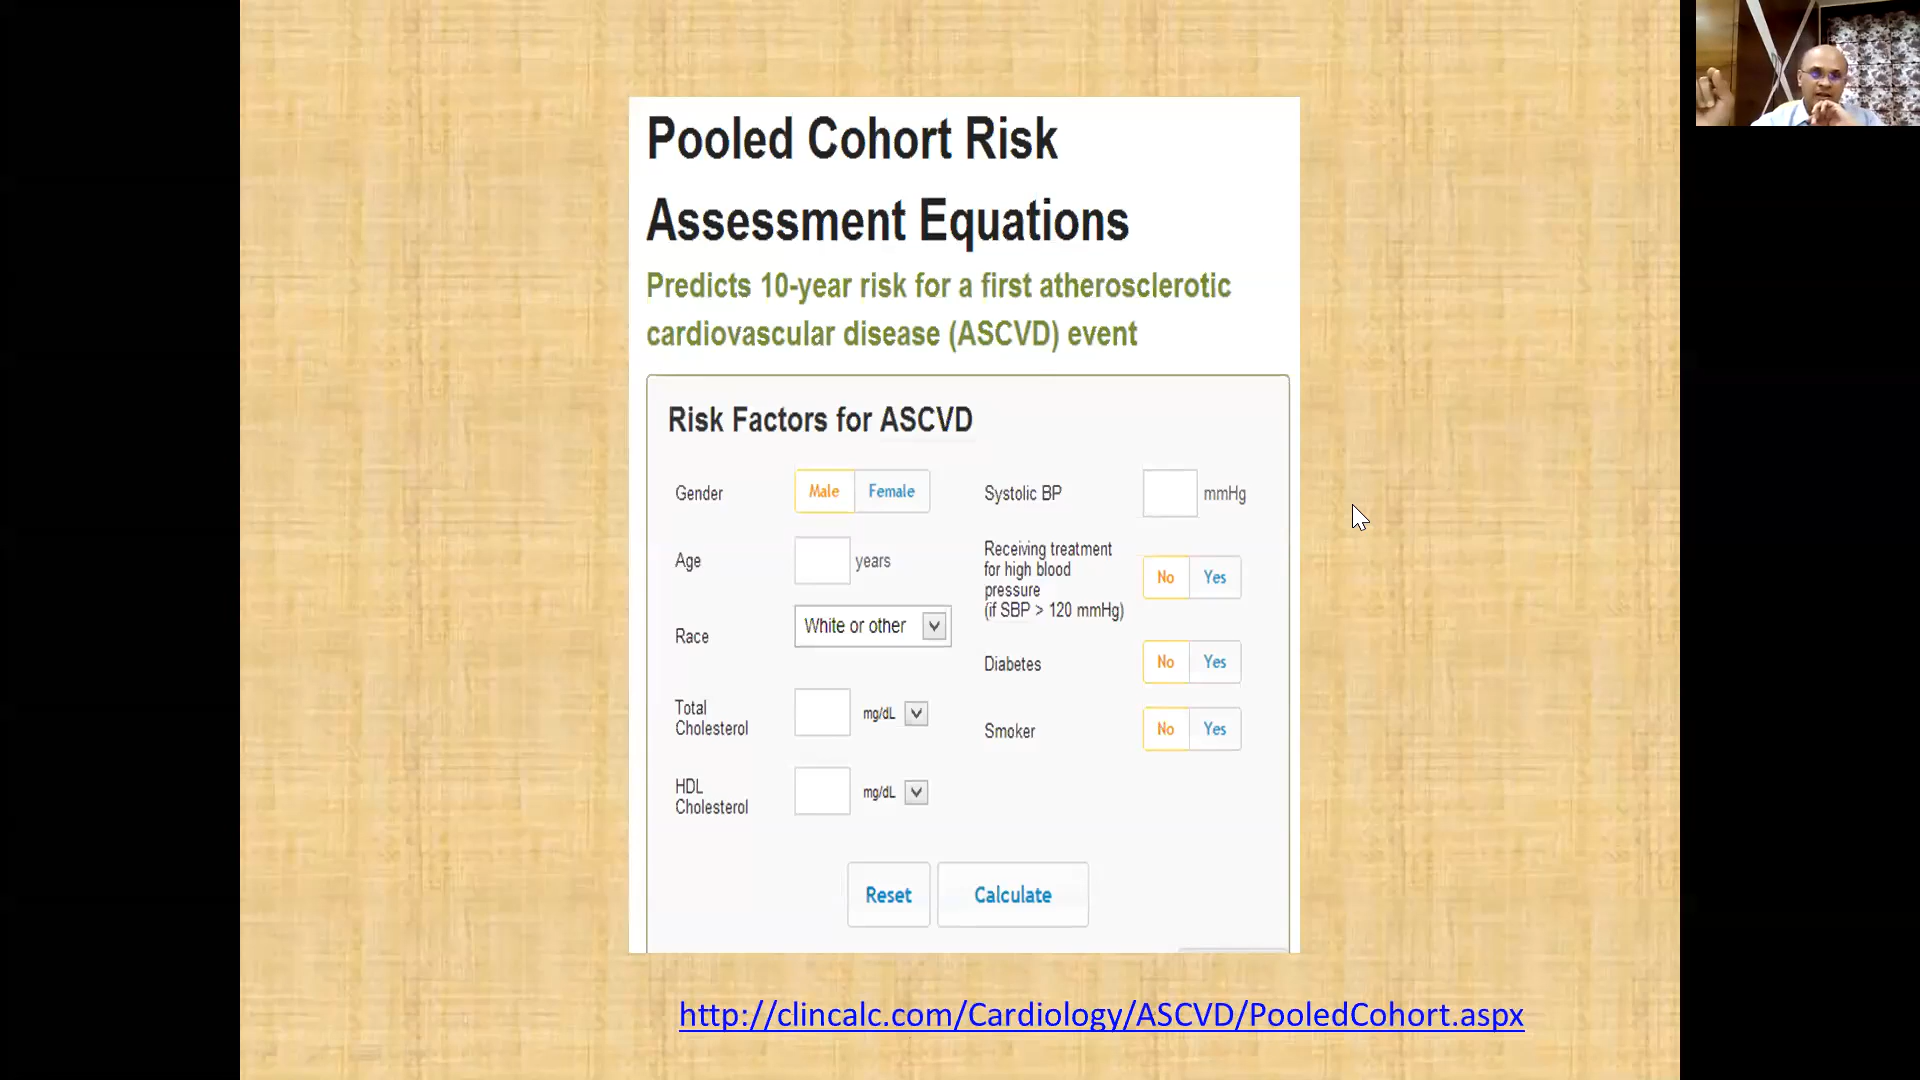 Pooled Cohort Risk
Assessment Equations
Predicts 10-year risk for a first atherosclerotic
cardiovascular disease (ASCVD) event
Risk Factors for ASCVD
Gender Male Female
Age years
Race White or other
Total
Cholesterol mg/dL
HDL
Cholesterol mg/dL
Systolic BP mmHg
Receiving treatment
for high blood
pressure
(if SBP > 120 mmHg) No Yes
Diabetes No Yes
Smoker No Yes
Reset Calculate
http://clincalc.com/Cardiology/ASCVD/PooledCohort.aspx